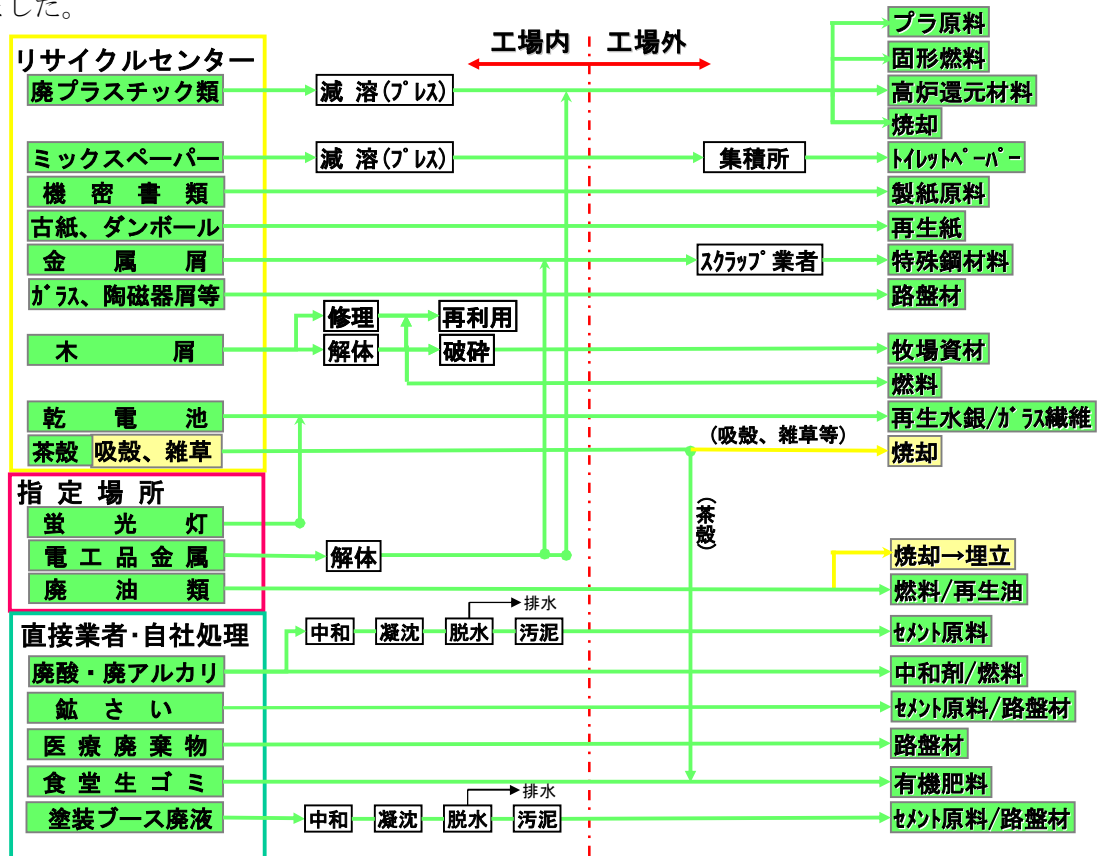 ました。
工場内 工場外
プラ原料
リサイクルセンター
固形燃料
廃プラスチック類 減 溶(プレス) 高炉還元材料
焼却
ミックスペーパー 減 溶(プレス) 集積所 トイレットペーパー
機 密 書 類 製紙原料
古紙、ダンボール 再生紙
金 属 屑 スクラップ業者 特殊鋼材料
ガラス、陶磁器屑等 路盤材
修理 再利用
木 屑 解体 破砕 牧場資材
燃料
乾 電 池 再生水銀/ガラス繊維
(吸殻、雑草等)
茶殻 吸殻、雑草 焼却
指 定 場 所
(茶殻)
蛍 光 灯
電 工 品 金 属 解体 焼却→埋立
廃 油 類 燃料/再生油
排水
直接業者・自社処理 中和 凝沈 脱水 汚泥 セメント原料
廃酸・廃アルカリ 中和剤/燃料
鉱 さ い セメント原料/路盤材
医 療 廃 棄 物 路盤材
食 堂 生 ゴ ミ 有機肥料
排水
塗装ブース廃液 中和 凝沈 脱水 汚泥 セメント原料/路盤材